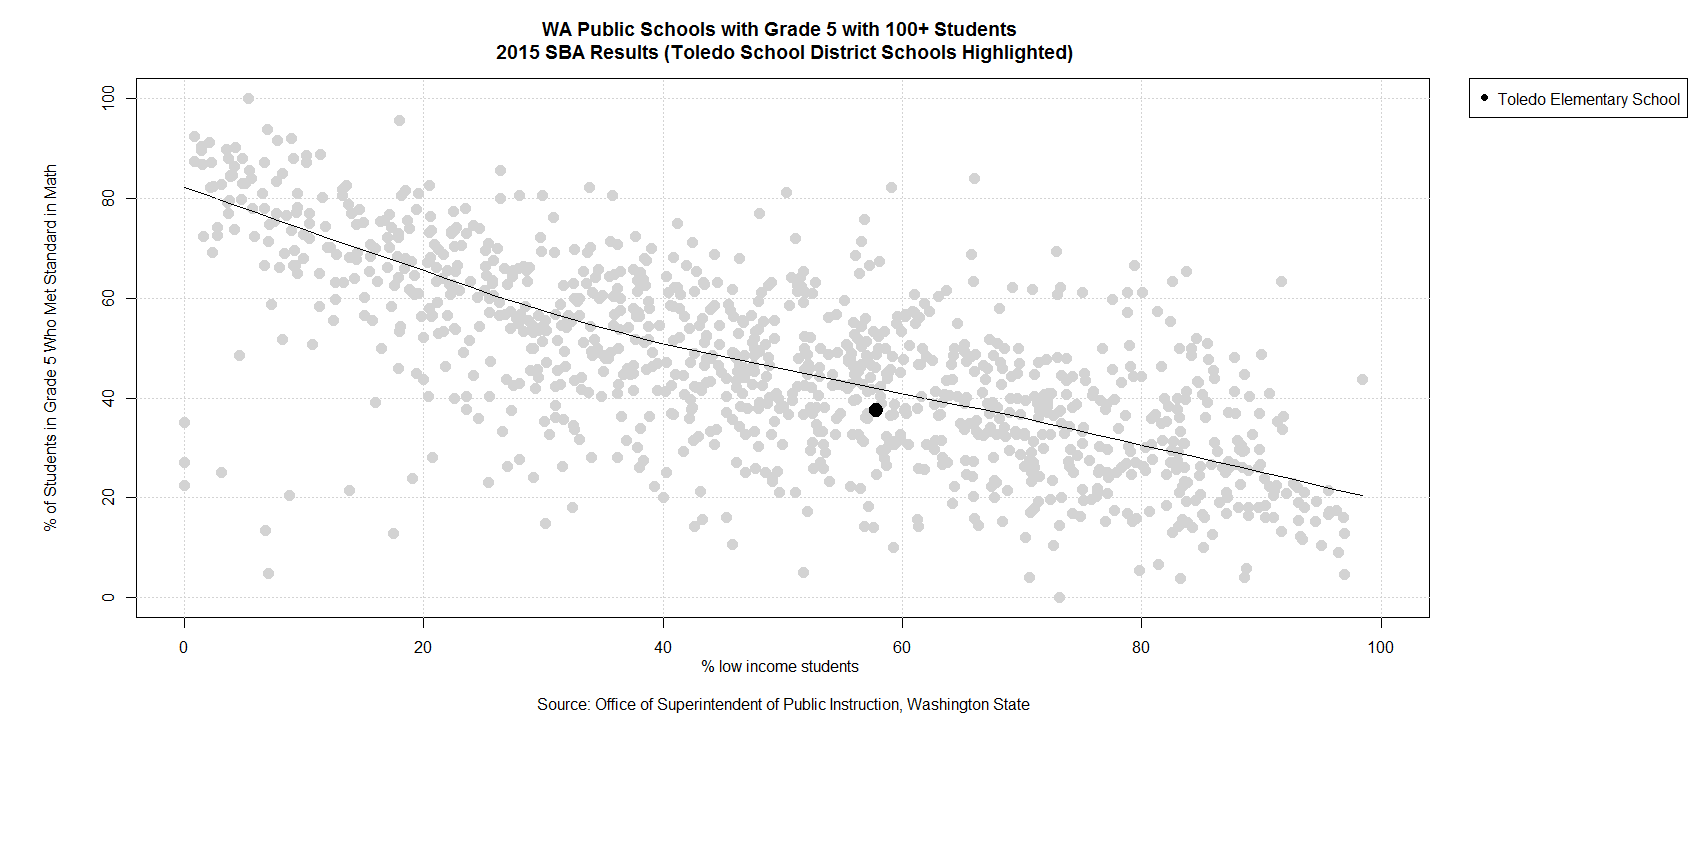 WA Public Schools with Grade 5 with 100+ Students
2015 SBA Results (Toledo School District Schools Highlighted)
Toledo Elementary School
% of Students in Grade 5 Who Met Standard in Math
100
80
60
40
20
0
0 20 40 60 80 100
% low income students
Source: Office of Superintendent of Public Instruction, Washington State